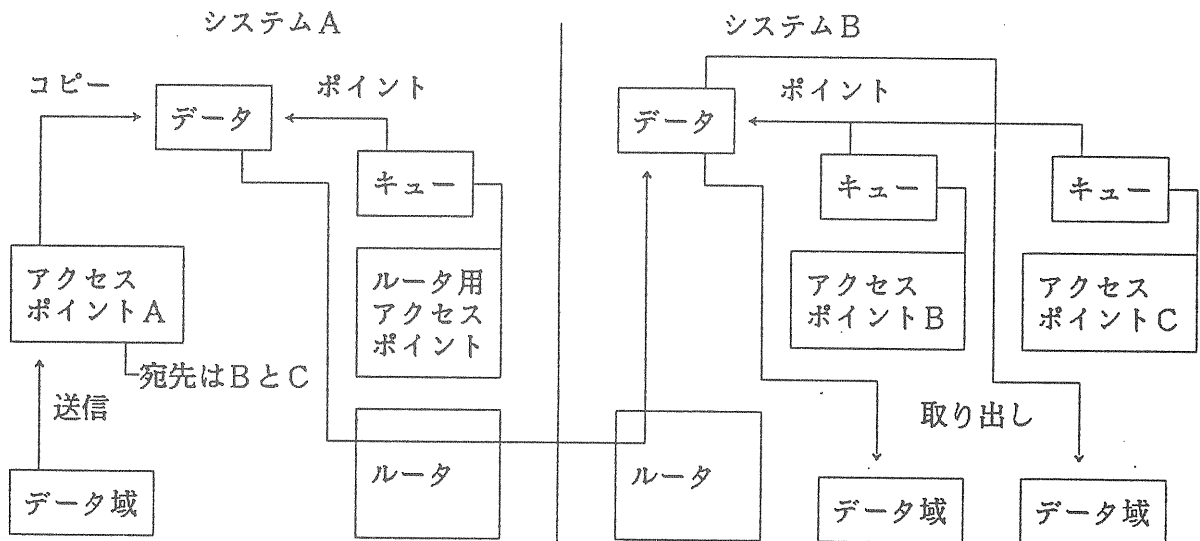 システムA
システムB
コピー
ポイント
データ
キュー
アクセス
ポイントA
ルータ用
アクセス
ポイント
宛先はBとC
送信
データ域
ルータ
ポイント
データ
キュー
キュー
アクセス
ポイントB
アクセス
ポイントC
取り出し
ルータ
データ域
データ域